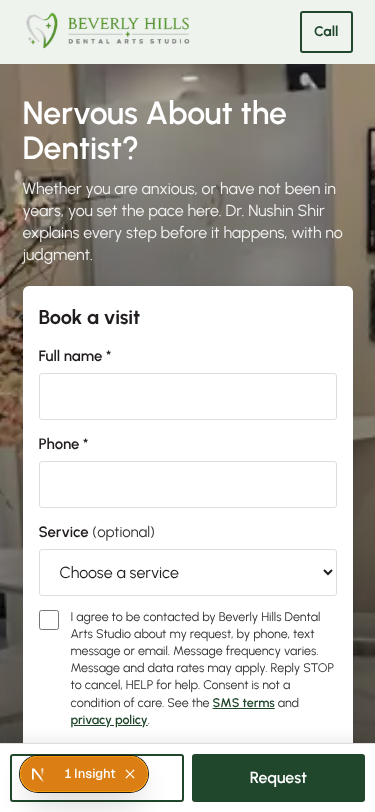 BEVERLY HILLS
DENTAL ARTS STUDIO
Call
Nervous About the
Dentist?
Whether you are anxious, or have not been in
years, you set the pace here. Dr. Nushin Shir
explains every step before it happens, with no
judgment.
Book a visit
Full name *
Phone *
Service (optional)
Choose a service
I agree to be contacted by Beverly Hills Dental
Arts Studio about my request, by phone, text
message or email. Message frequency varies.
Message and data rates may apply. Reply STOP
to cancel, HELP for help. Consent is not a
condition of care. See the SMS terms and
privacy policy.
N 1 Insight ×
Request